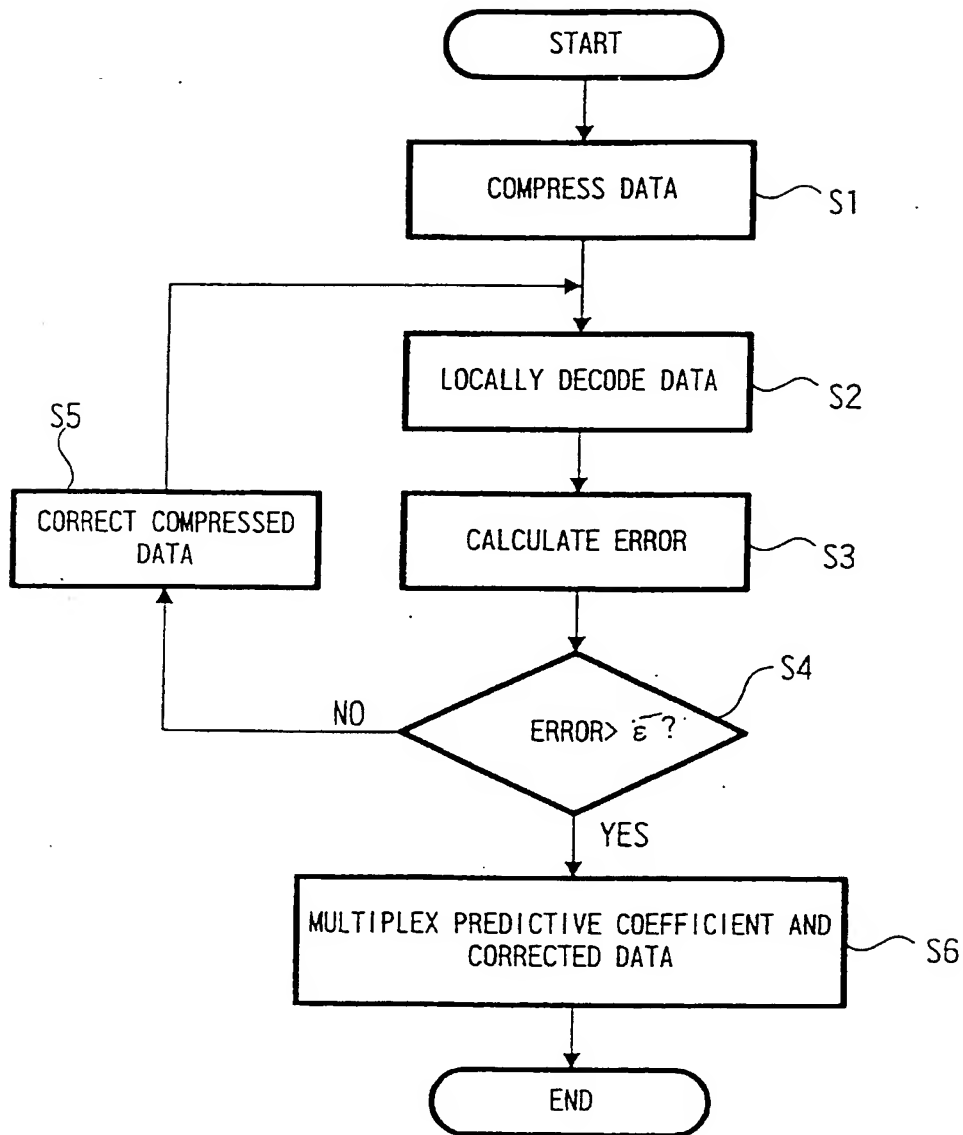 START
COMPRESS DATA
S1
LOCALLY DECODE DATA
S2
S5
CORRECT COMPRESSED
DATA
CALCULATE ERROR
S3
S4
NO
ERROR> ε ?
YES
MULTIPLEX PREDICTIVE COEFFICIENT AND
CORRECTED DATA
S6
END